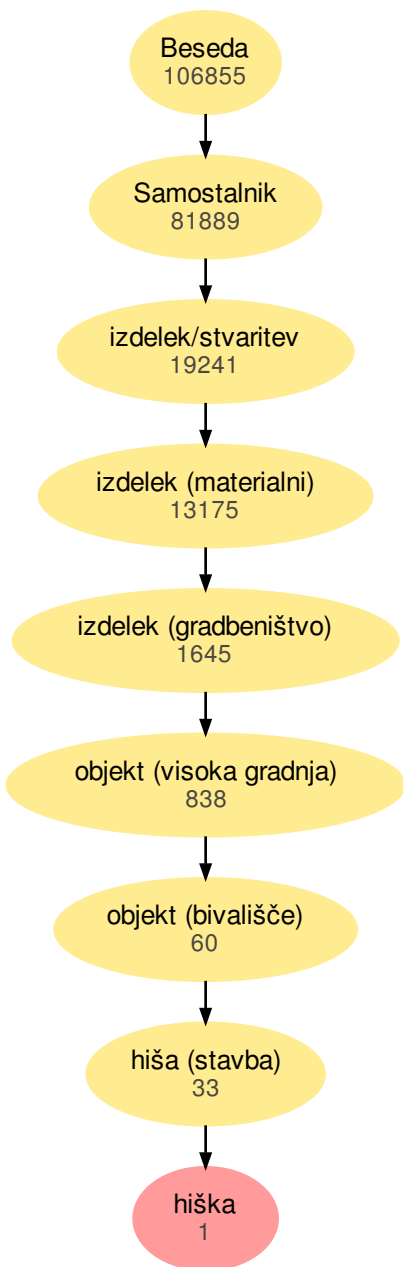 Beseda
106855
Samostalnik
81889
izdelek/stvaritev
19241
izdelek (materialni)
13175
izdelek (gradbeništvo)
1645
objekt (visoka gradnja)
838
objekt (bivališče)
60
hiša (stavba)
33
hiška
1